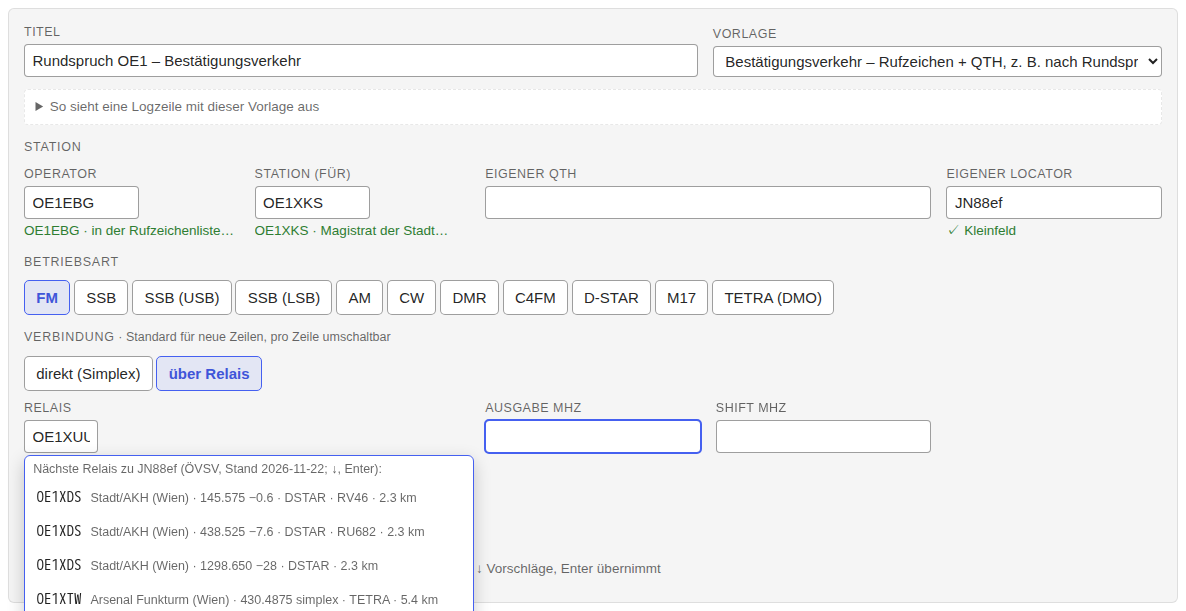 TITEL
VORLAGE
Rundspruch OE1 – Bestätigungsverkehr
Bestätigungsverkehr – Rufzeichen + QTH, z. B. nach Rundspr
▶ So sieht eine Logzeile mit dieser Vorlage aus
STATION
OPERATOR
STATION (FÜR)
EIGENER QTH
EIGENER LOCATOR
OE1EBG
OE1XKS
JN88ef
OE1EBG · in der Rufzeichenliste…
OE1XKS · Magistrat der Stadt…
✓ Kleinfeld
BETRIEBSART
FM SSB SSB (USB) SSB (LSB) AM CW DMR C4FM D-STAR M17 TETRA (DMO)
VERBINDUNG · Standard für neue Zeilen, pro Zeile umschaltbar
direkt (Simplex) über Relais
RELAIS
AUSGABE MHZ
SHIFT MHZ
OE1XUU
Nächste Relais zu JN88ef (ÖVSV, Stand 2026-11-22; ↓, Enter):
OE1XDS Stadt/AKH (Wien) · 145.575 −0.6 · DSTAR · RV46 · 2.3 km
OE1XDS Stadt/AKH (Wien) · 438.525 −7.6 · DSTAR · RU682 · 2.3 km
OE1XDS Stadt/AKH (Wien) · 1298.650 −28 · DSTAR · 2.3 km
↓ Vorschläge, Enter übernimmt
OE1XTW Arsenal Funkturm (Wien) · 430.4875 simplex · TETRA · 5.4 km